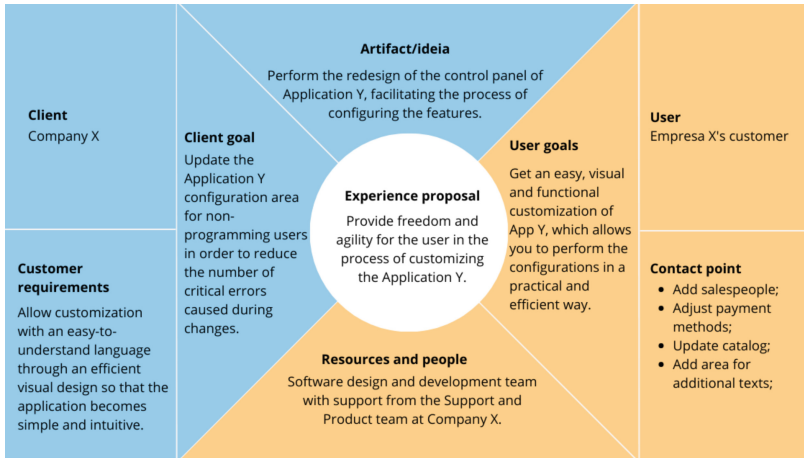 Client
Company X
Customer
requirements
Allow customization
with an easy-to-
understand language
through an efficient
visual design so that the
application becomes
simple and intuitive.
Client goal
Update the
Application Y
configuration area
for non-
programming users
in order to reduce
the number of
critical errors
caused during
changes.
Artifact/ideia
Perform the redesign of the control panel of
Application Y, facilitating the process of
configuring the features.
Experience proposal
Provide freedom and
agility for the user in the
process of customizing
the Application Y.
Resources and people
Software design and development team
with support from the Support and
Product team at Company X.
User goals
Get an easy, visual
and functional
customization of
App Y, which allows
you to perform the
configurations in a
practical and
efficient way.
User
Empresa X's customer
Contact point
• Add salespeople;
• Adjust payment
methods;
• Update catalog;
• Add area for
additional texts;